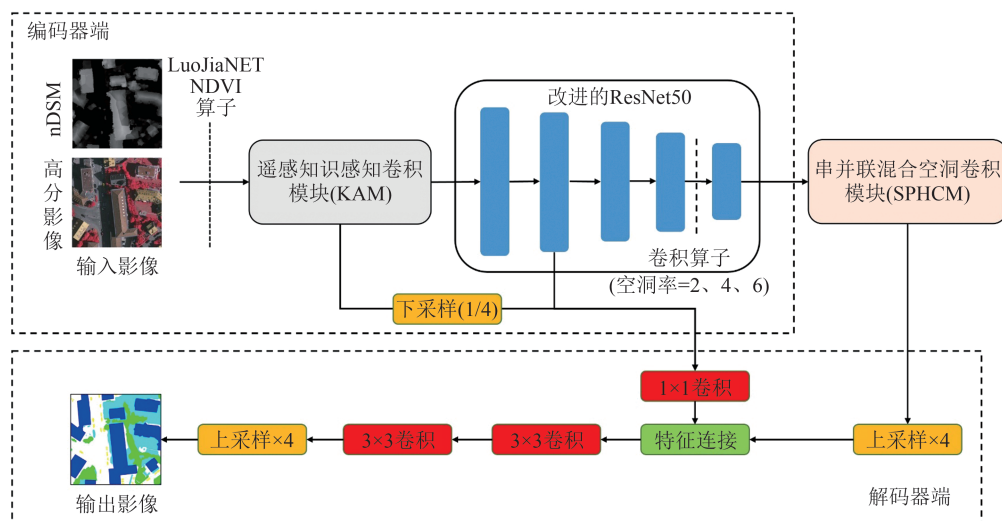 编码器端
nDSM
高分影像
输入影像
LuoJiaNET
NDVI
算子
遥感知识感知卷积
模块(KAM)
改进的ResNet50
卷积算子
(空洞率=2、4、6)
串并联混合空洞卷积
模块(SPHCM)
下采样(1/4)
1×1卷积
上采样×4
3×3卷积
3×3卷积
特征连接
上采样×4
输出影像
解码器端